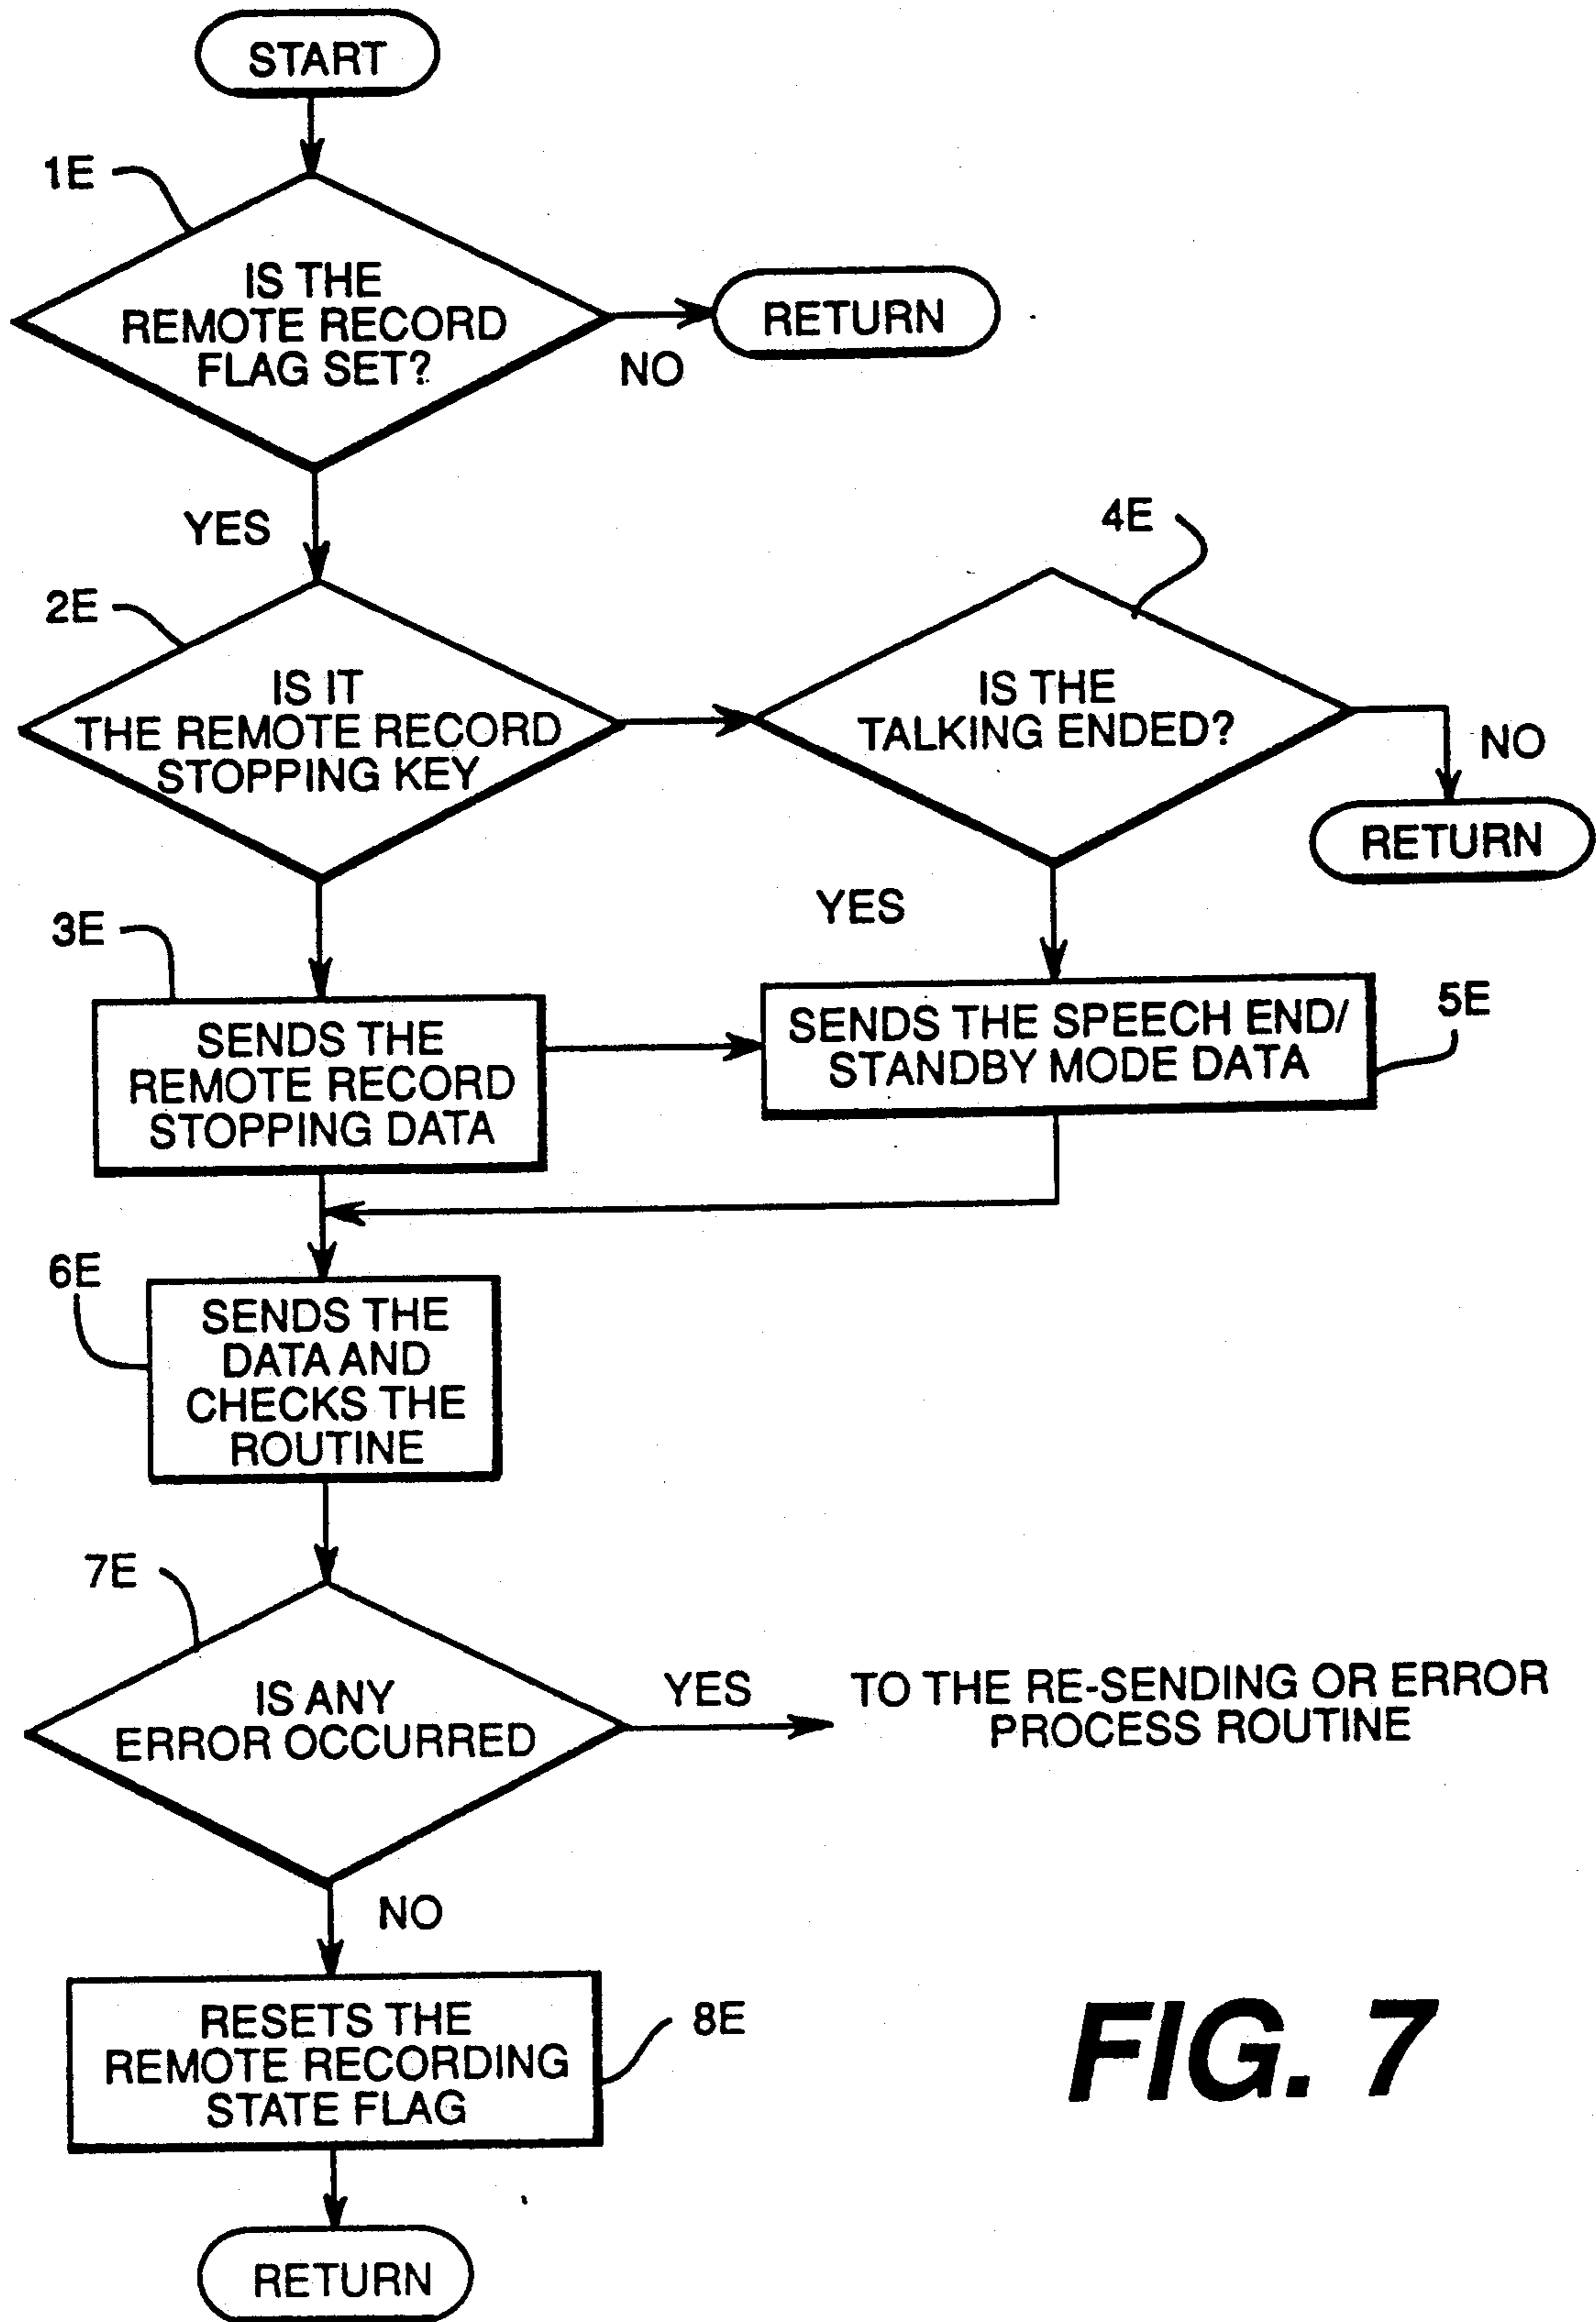 START
1E
IS THE
REMOTE RECORD
FLAG SET?
NO
RETURN
YES
2E
IS IT
THE REMOTE RECORD
STOPPING KEY
4E
IS THE
TALKING ENDED?
NO
RETURN
YES
3E
SENDS THE
REMOTE RECORD
STOPPING DATA
SENDS THE SPEECH END/
STANDBY MODE DATA
5E
6E
SENDS THE
DATA AND
CHECKS THE
ROUTINE
7E
IS ANY
ERROR OCCURRED
YES
TO THE RE-SENDING OR ERROR
PROCESS ROUTINE
NO
RESETS THE
REMOTE RECORDING
STATE FLAG
8E
RETURN
FIG. 7